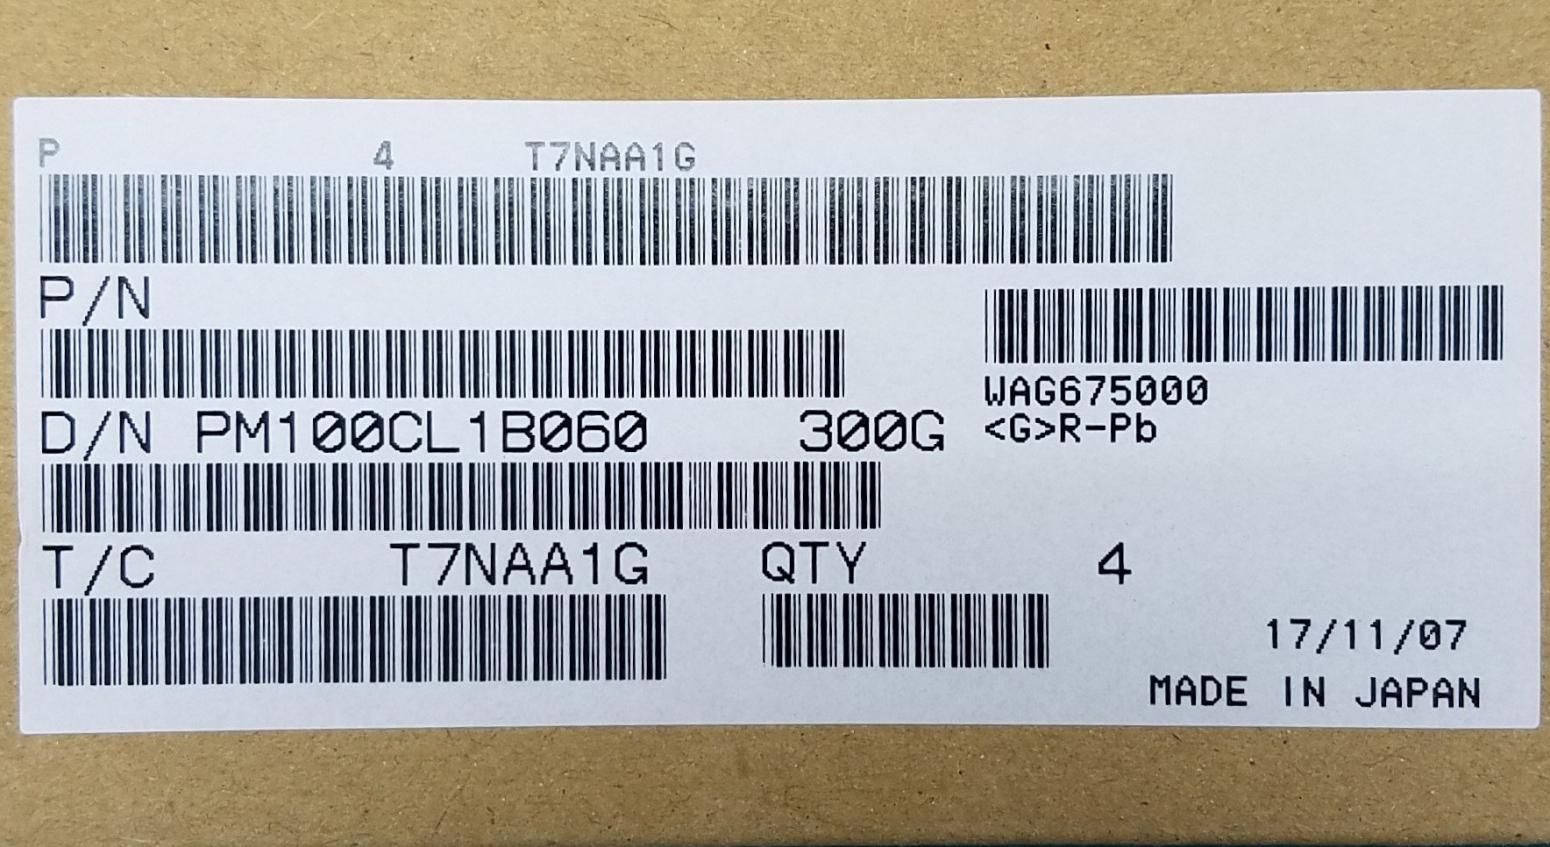 P 4 T7NAA1G
P/N
WAG675000
D/N PM100CL1B060 300G
<G>R-Pb
T/C T7NAA1G QTY 4
17/11/07
MADE IN JAPAN